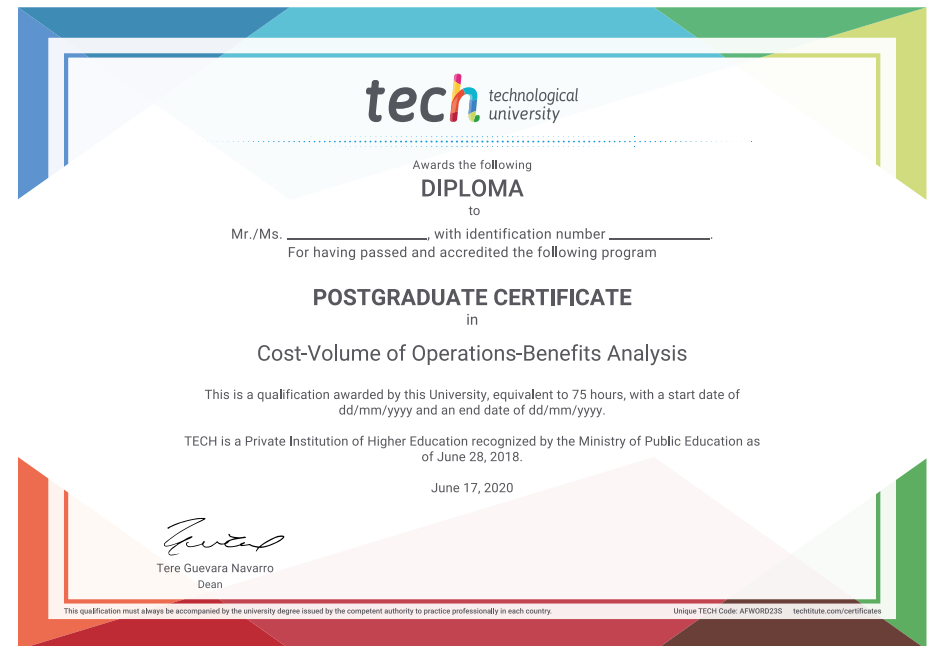 tech technological
university
Awards the following
DIPLOMA
to
Mr./Ms. ____________________, with identification number ______________.
For having passed and accredited the following program
POSTGRADUATE CERTIFICATE
in
Cost-Volume of Operations-Benefits Analysis
This is a qualification awarded by this University, equivalent to 75 hours, with a start date of
dd/mm/yyyy and an end date of dd/mm/yyyy.
TECH is a Private Institution of Higher Education recognized by the Ministry of Public Education as
of June 28, 2018.
June 17, 2020
Tere Guevara Navarro
Dean
This qualification must always be accompanied by the university degree issued by the competent authority to practice professionally in each country. Unique TECH Code: AFWORD23S techtitute.com/certificates